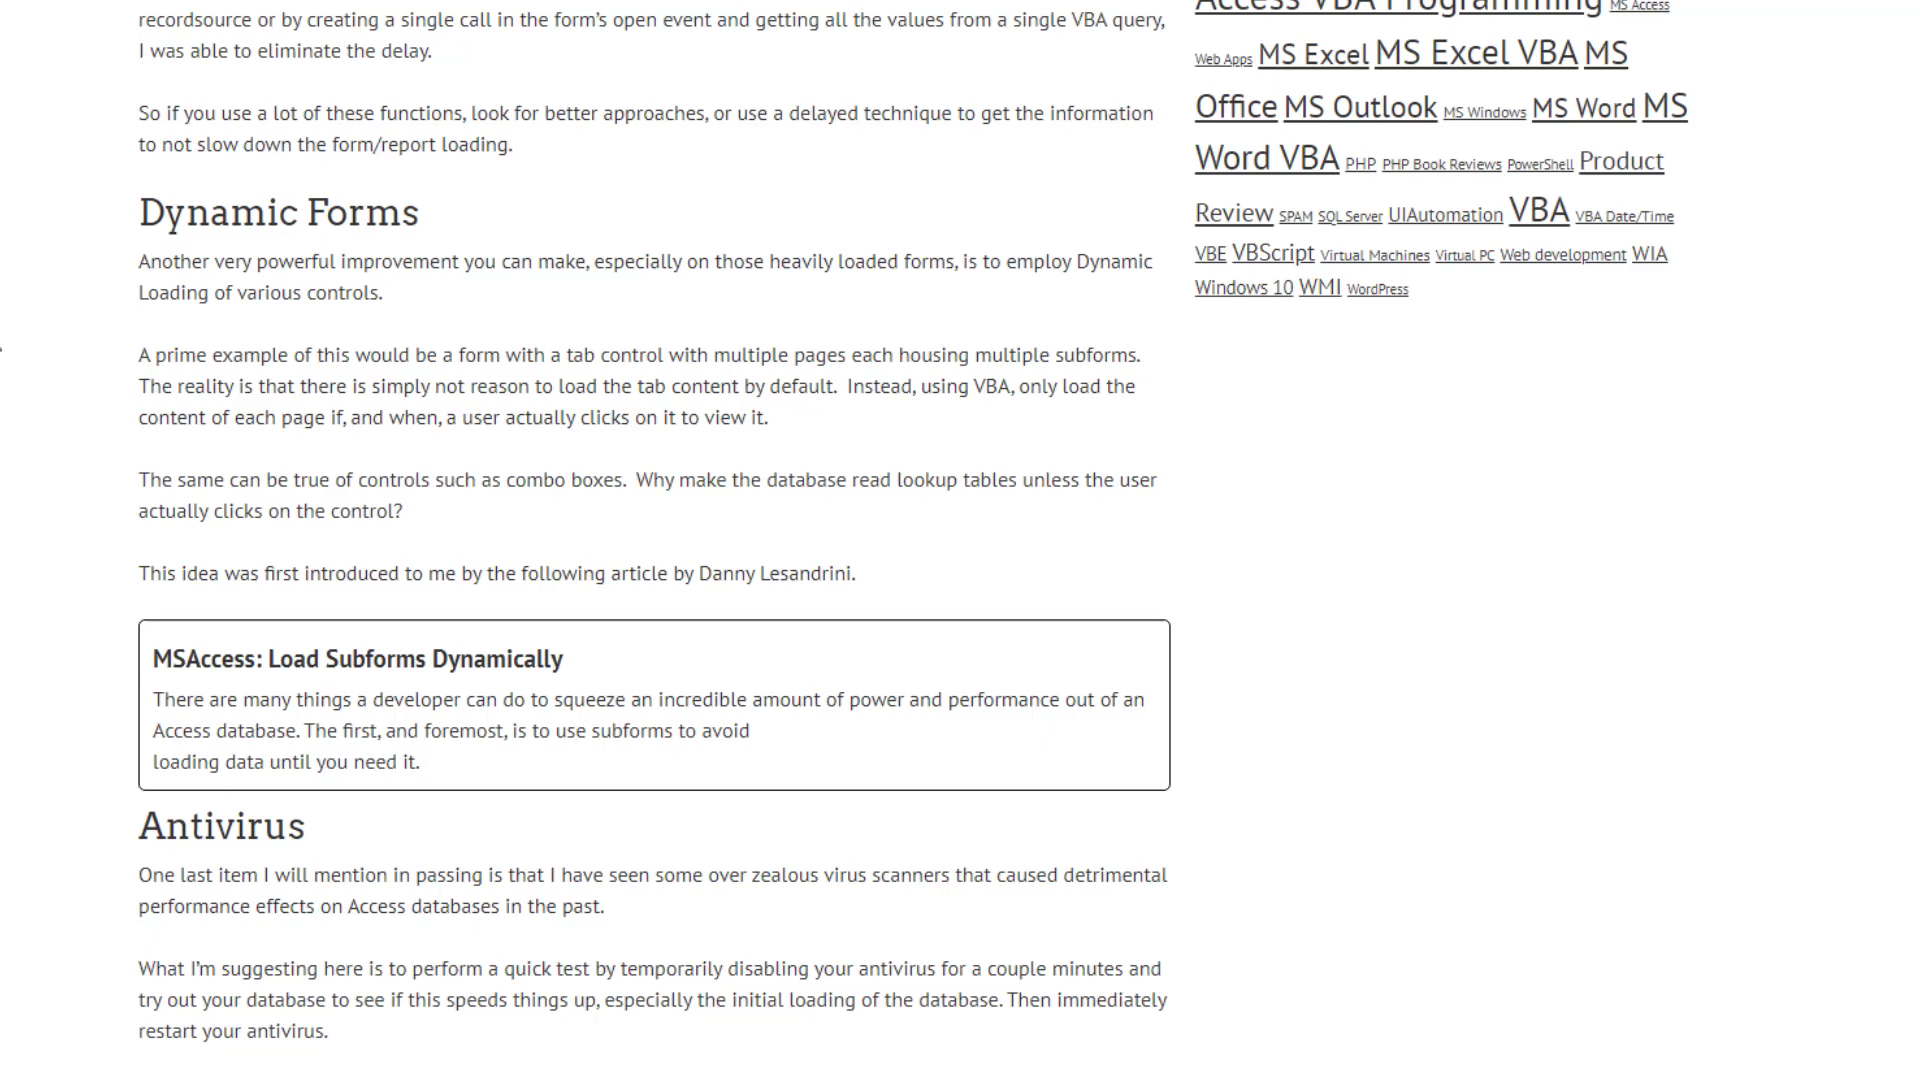 recordsource or by creating a single call in the form's open event and getting all the values from a single VBA query,
I was able to eliminate the delay.
So if you use a lot of these functions, look for better approaches, or use a delayed technique to get the information
to not slow down the form/report loading.
Dynamic Forms
Another very powerful improvement you can make, especially on those heavily loaded forms, is to employ Dynamic
Loading of various controls.
A prime example of this would be a form with a tab control with multiple pages each housing multiple subforms.
The reality is that there is simply not reason to load the tab content by default.  Instead, using VBA, only load the
content of each page if, and when, a user actually clicks on it to view it.
The same can be true of controls such as combo boxes.  Why make the database read lookup tables unless the user
actually clicks on the control?
This idea was first introduced to me by the following article by Danny Lesandrini.
MSAccess: Load Subforms Dynamically
There are many things a developer can do to squeeze an incredible amount of power and performance out of an
Access database. The first, and foremost, is to use subforms to avoid
loading data until you need it.
Antivirus
One last item I will mention in passing is that I have seen some over zealous virus scanners that caused detrimental
performance effects on Access databases in the past.
What I'm suggesting here is to perform a quick test by temporarily disabling your antivirus for a couple minutes and
try out your database to see if this speeds things up, especially the initial loading of the database. Then immediately
restart your antivirus.
Access VBA Programming MS Access
Web Apps MS Excel MS Excel VBA MS
Office MS Outlook MS Windows MS Word MS
Word VBA PHP PHP Book Reviews PowerShell Product
Review SPAM SQL Server UIAutomation VBA VBA Date/Time
VBE VBScript Virtual Machines Virtual PC Web development WIA
Windows 10 WMI WordPress